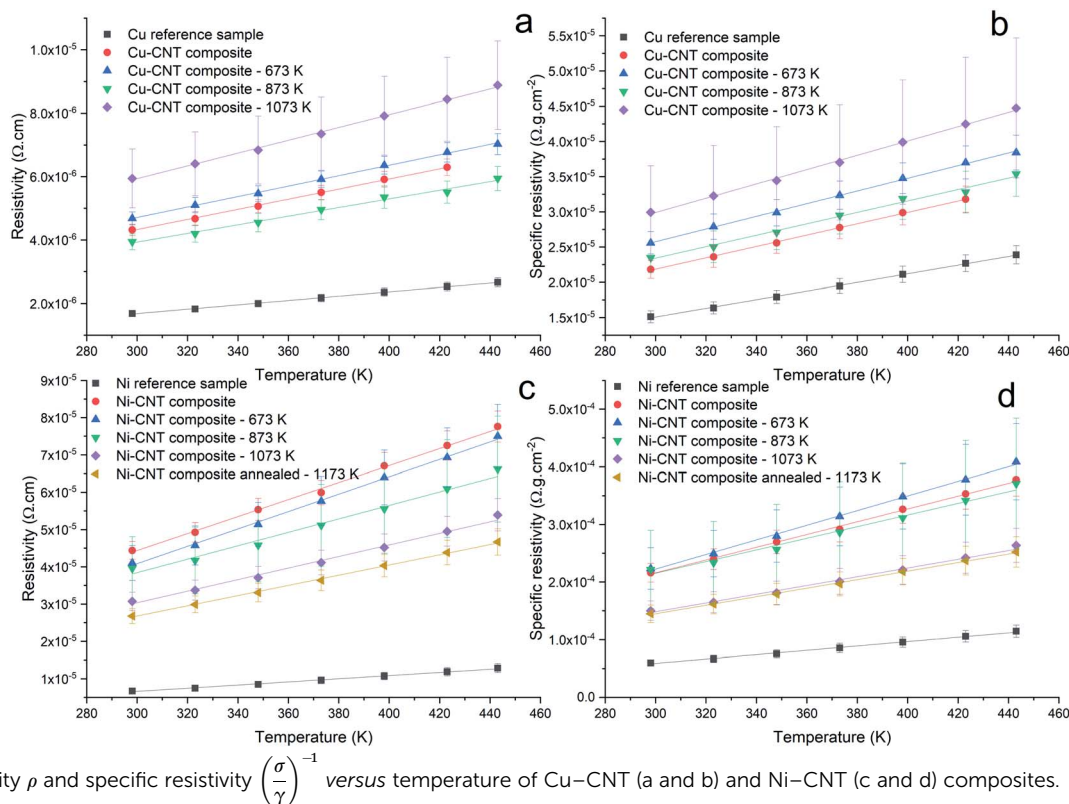 a
Cu reference sample
Cu-CNT composite
Cu-CNT composite - 673 K
Cu-CNT composite - 873 K
Cu-CNT composite - 1073 K
Resistivity (Ω.cm)
1.0x10⁻⁵
8.0x10⁻⁶
6.0x10⁻⁶
4.0x10⁻⁶
2.0x10⁻⁶
280 300 320 340 360 380 400 420 440 460
Temperature (K)
b
Cu reference sample
Cu-CNT composite
Cu-CNT composite - 673 K
Cu-CNT composite - 873 K
Cu-CNT composite - 1073 K
Specific resistivity (Ω.g.cm⁻²)
5.5x10⁻⁵
5.0x10⁻⁵
4.5x10⁻⁵
4.0x10⁻⁵
3.5x10⁻⁵
3.0x10⁻⁵
2.5x10⁻⁵
2.0x10⁻⁵
1.5x10⁻⁵
280 300 320 340 360 380 400 420 440 460
Temperature (K)
c
Ni reference sample
Ni-CNT composite
Ni-CNT composite - 673 K
Ni-CNT composite - 873 K
Ni-CNT composite - 1073 K
Ni-CNT composite annealed - 1173 K
Resistivity (Ω.cm)
9x10⁻⁵
8x10⁻⁵
7x10⁻⁵
6x10⁻⁵
5x10⁻⁵
4x10⁻⁵
3x10⁻⁵
2x10⁻⁵
1x10⁻⁵
280 300 320 340 360 380 400 420 440 460
Temperature (K)
d
Ni reference sample
Ni-CNT composite
Ni-CNT composite - 673 K
Ni-CNT composite - 873 K
Ni-CNT composite - 1073 K
Ni-CNT composite annealed - 1173 K
Specific resistivity (Ω.g.cm⁻²)
5.0x10⁻⁴
4.0x10⁻⁴
3.0x10⁻⁴
2.0x10⁻⁴
1.0x10⁻⁴
0.0
280 300 320 340 360 380 400 420 440 460
Temperature (K)
ity ρ and specific resistivity (σ/γ)⁻¹ versus temperature of Cu–CNT (a and b) and Ni–CNT (c and d) composites.